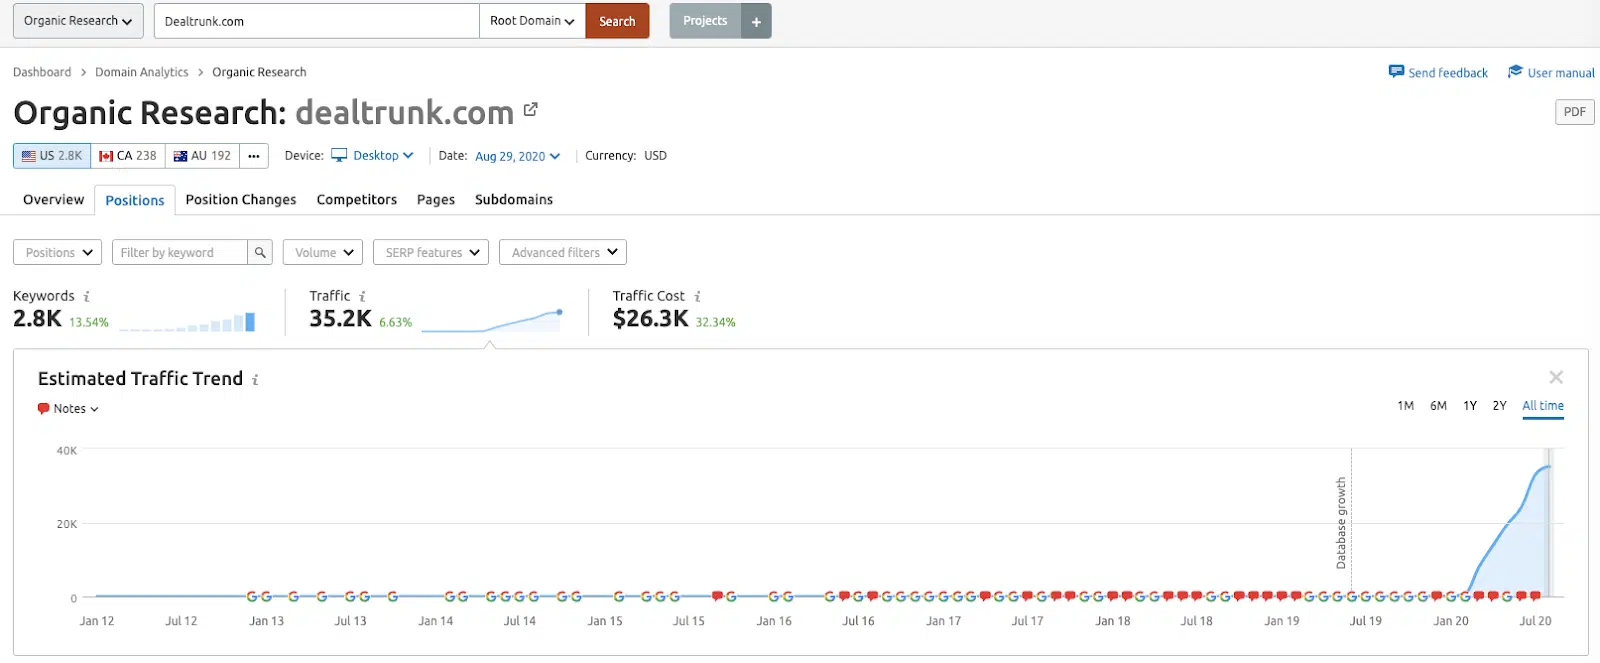 Organic Research Dealtrunk.com Root Domain Search Projects +
Dashboard > Domain Analytics > Organic Research Send feedback User manual
Organic Research: dealtrunk.com PDF
US 2.8K CA 238 AU 192 ••• Device: Desktop Date: Aug 29, 2020 Currency: USD
Overview Positions Position Changes Competitors Pages Subdomains
Positions Filter by keyword Volume SERP features Advanced filters
Keywords i Traffic i Traffic Cost i
2.8K 13.54% 35.2K 6.63% $26.3K 32.34%
Estimated Traffic Trend i
Notes 1M 6M 1Y 2Y All time
40K
20K
0
Database growth
Jan 12 Jul 12 Jan 13 Jul 13 Jan 14 Jul 14 Jan 15 Jul 15 Jan 16 Jul 16 Jan 17 Jul 17 Jan 18 Jul 18 Jan 19 Jul 19 Jan 20 Jul 20